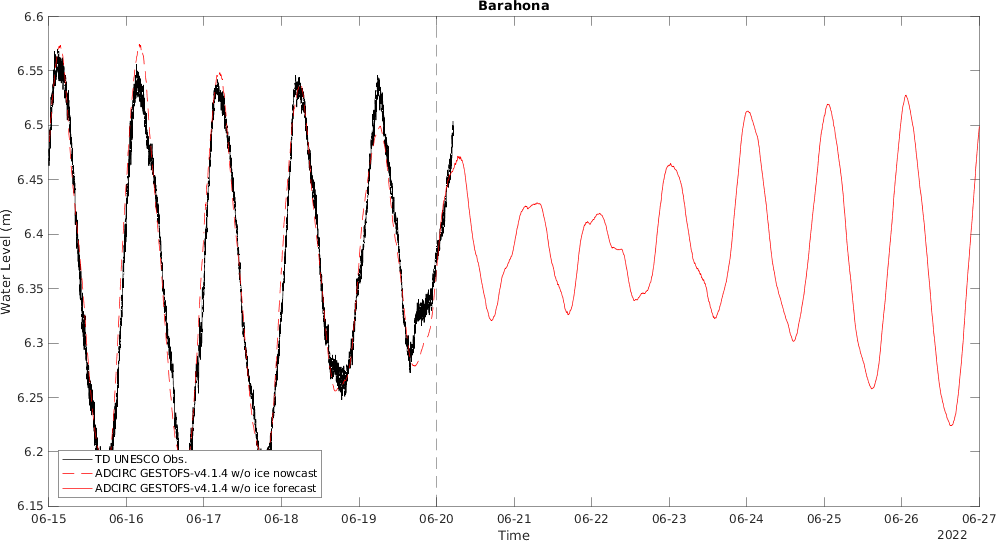 Barahona
6.6
6.55
6.5
6.45
6.4
6.35
6.3
6.25
6.2
6.15
Water Level (m)
TD UNESCO Obs.
ADCIRC GESTOFS-v4.1.4 w/o ice nowcast
ADCIRC GESTOFS-v4.1.4 w/o ice forecast
06-15 06-16 06-17 06-18 06-19 06-20 06-21 06-22 06-23 06-24 06-25 06-26 06-27
Time
2022